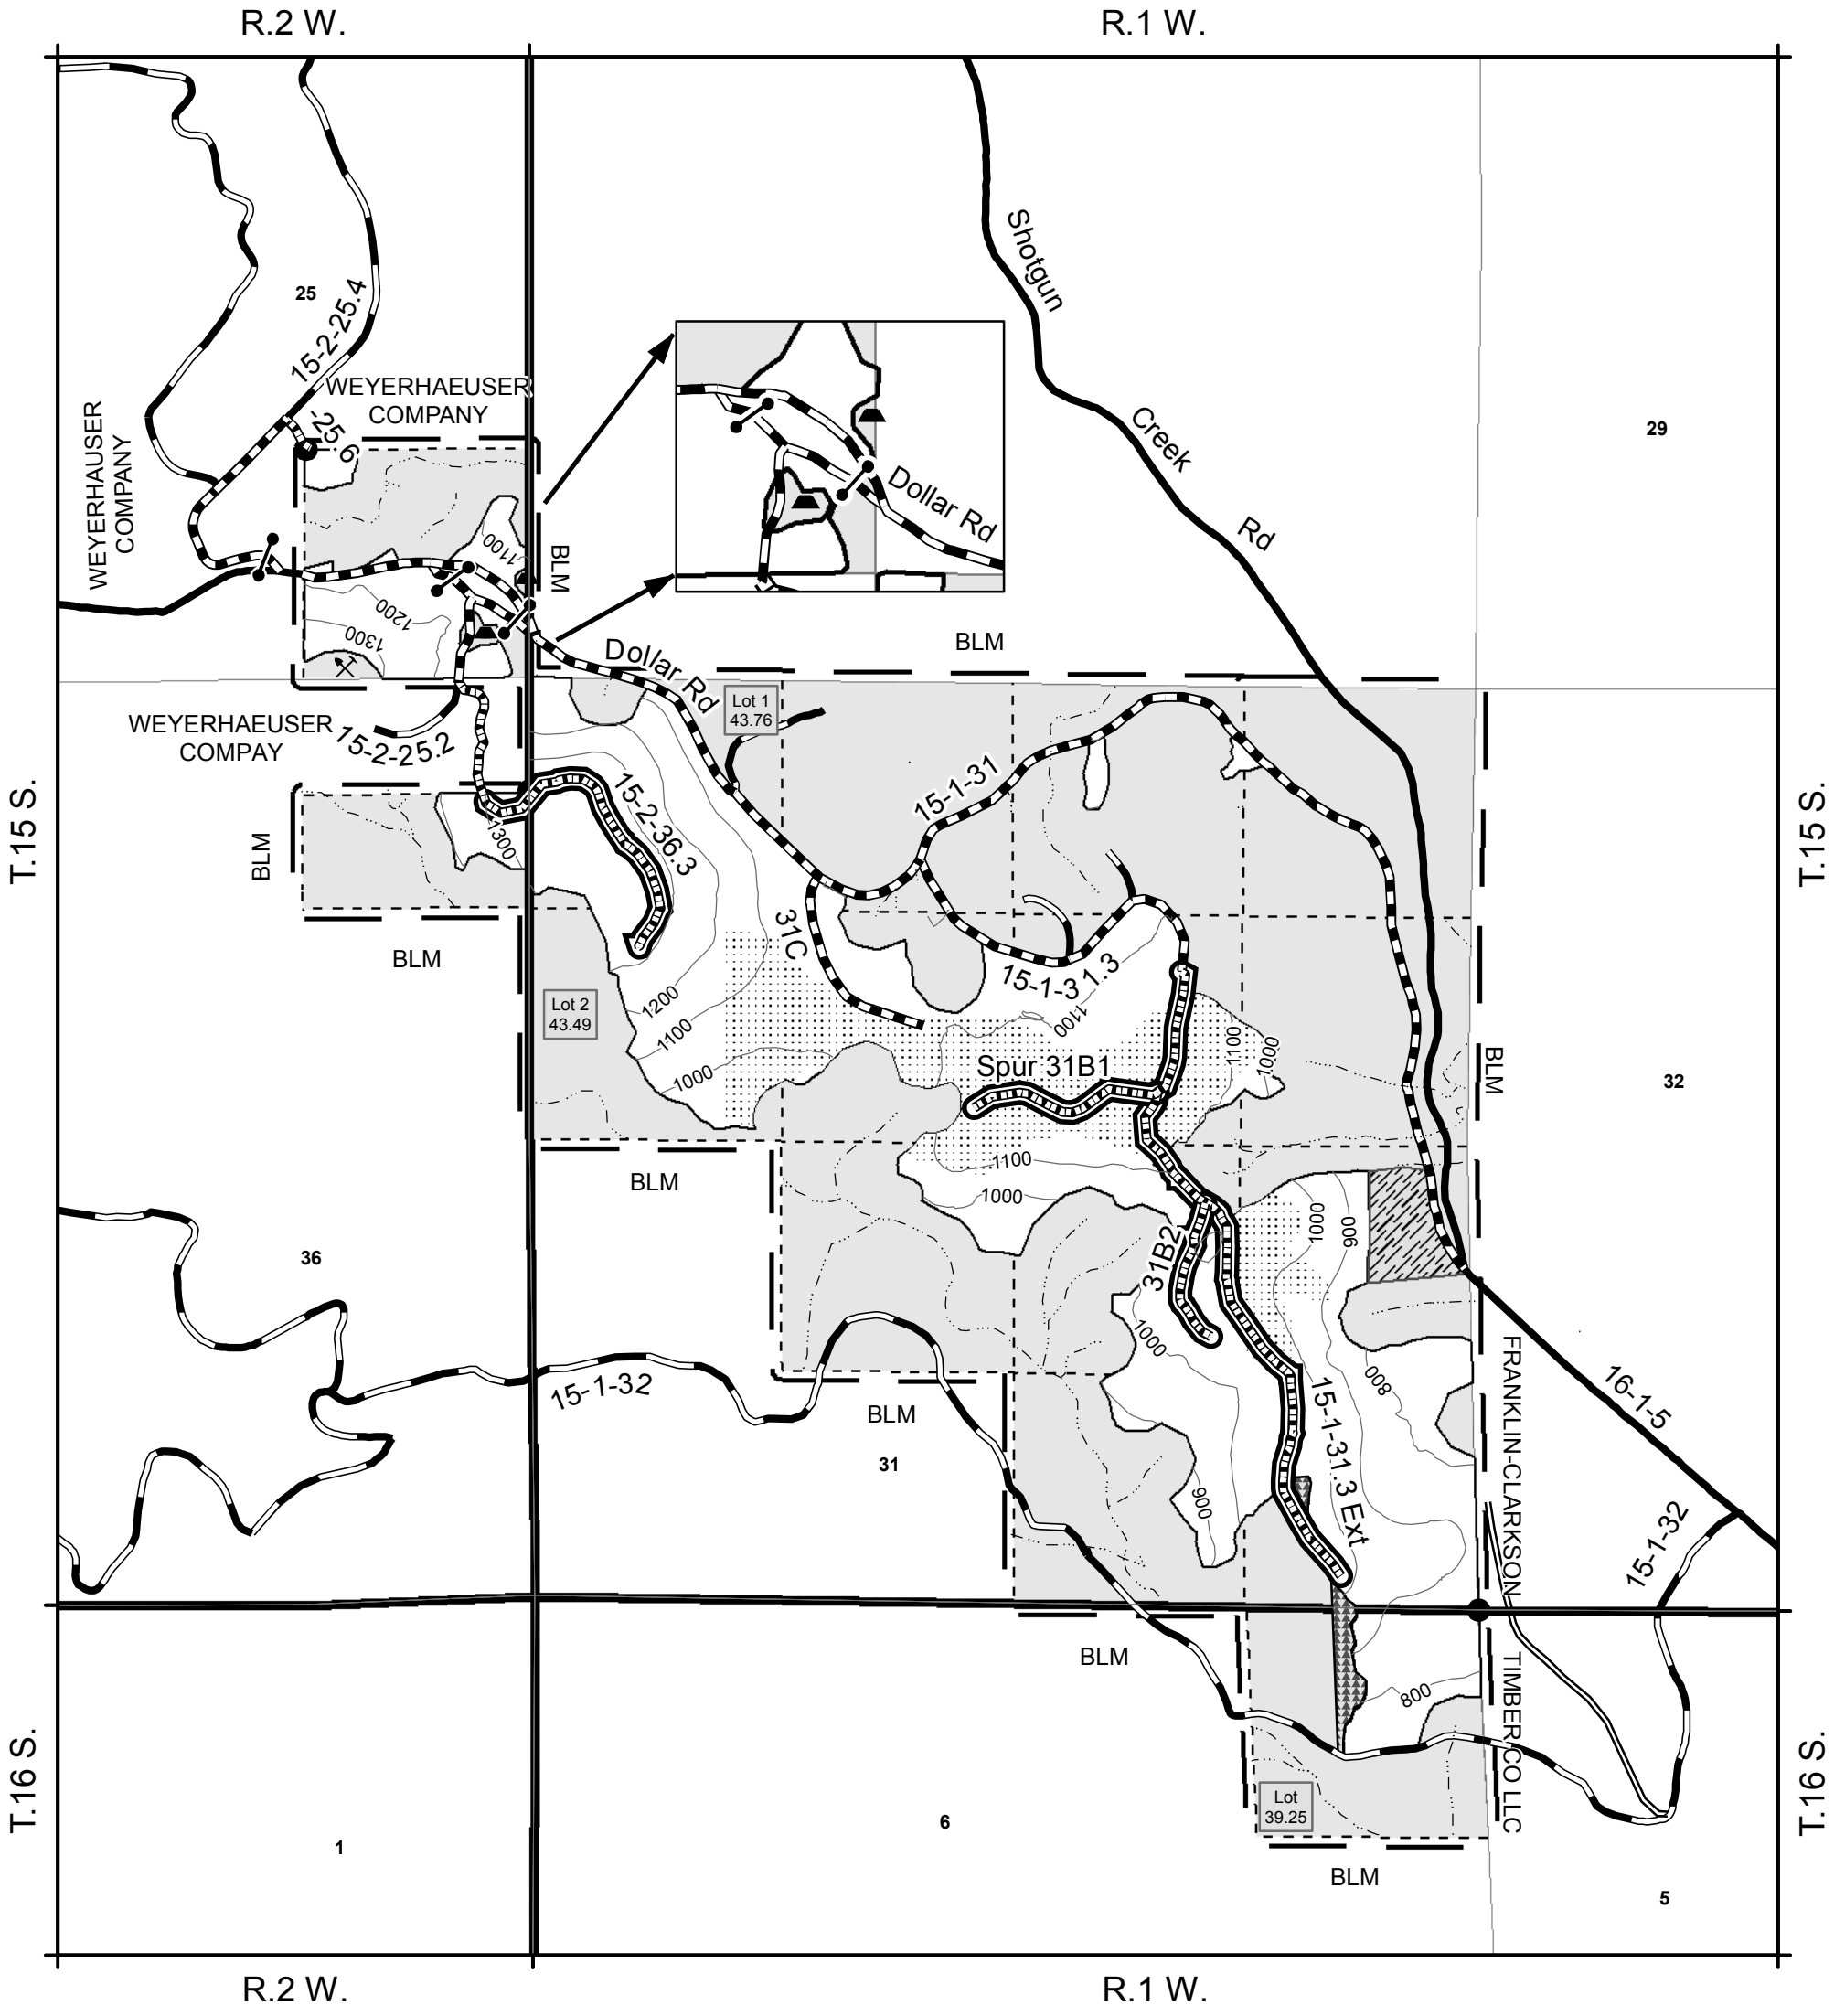 R.2 W.
R.1 W.
Shotgun
Creek
Rd
25
15-2-25.4
-25.6
WEYERHAEUSER
COMPANY
WEYERHAUSER
COMPANY
29
1100
1200
1300
BLM
Dollar Rd
BLM
Dollar Rd
Lot 1
43.76
WEYERHAEUSER
COMPAY
15-2-25.2
15-1-31
T.15 S.
T.15 S.
BLM
1300
15-2-36.3
31C
BLM
15-1-31.3
Lot 2
43.49
1200
1100
1000
1100
1100
1000
Spur 31B1
BLM
32
1100
1000
BLM
1000
900
31B2
36
1000
800
15-1-32
15-1-31.3 Ext
16-1-5
BLM
31
900
FRANKLIN-CLARKSON
TIMBER CO LLC
15-1-32
BLM
800
T.16 S.
T.16 S.
Lot
39.25
6
1
BLM
5
R.2 W.
R.1 W.